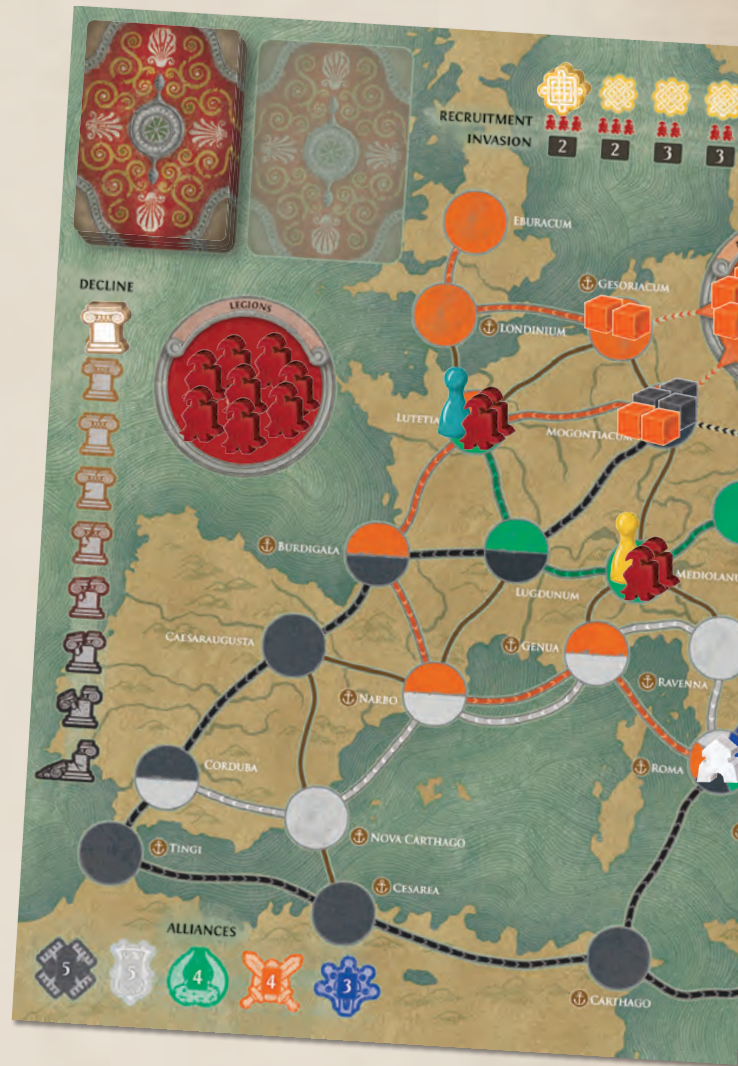 RECRUITMENT
INVASION 2 2 3 3
EBURACUM
DECLINE
GESORIACUM
LEGIONS
LONDINIUM
LUTETIA
MOGONTIACUM
BURDIGALA
MEDIOLANU
LUGDUNUM
CAESARAUGUSTA
GENUA
RAVENNA
NARBO
CORDUBA
ROMA
TINGI
NOVA CARTHAGO
CESAREA
ALLIANCES
5 5 4 4 3
CARTHAGO